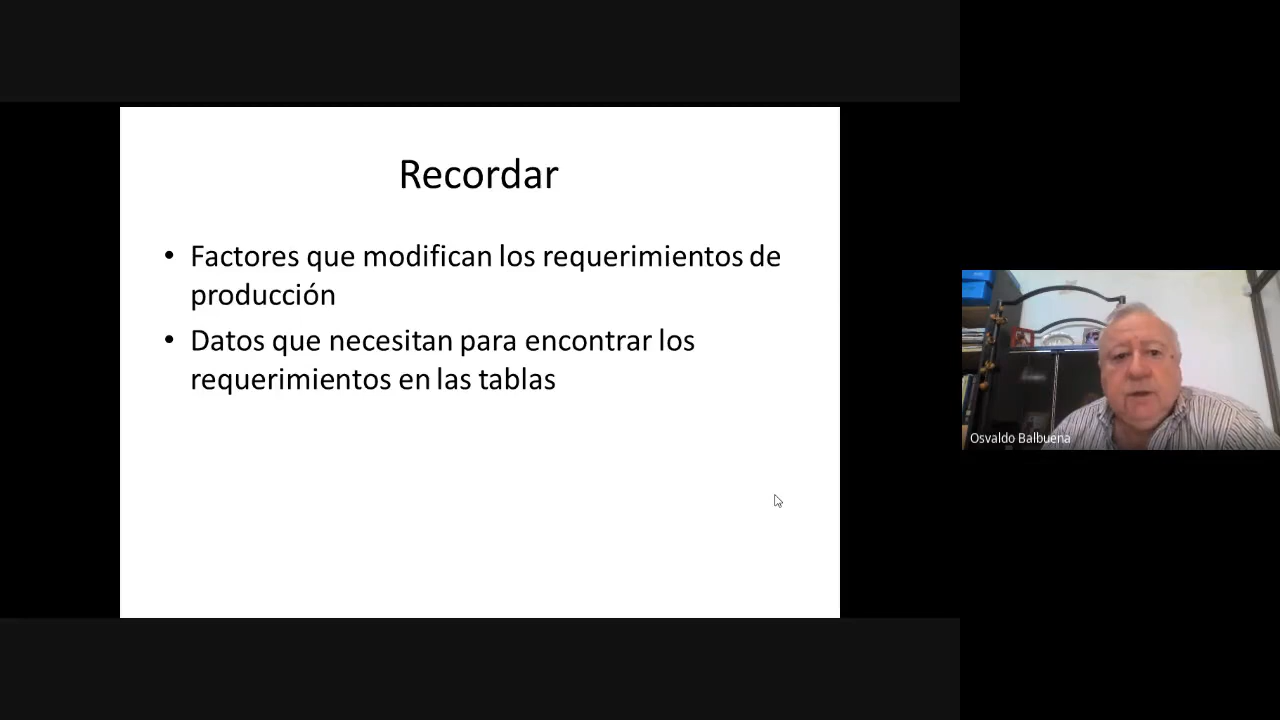 Recordar
• Factores que modifican los requerimientos de
producción
• Datos que necesitan para encontrar los
requerimientos en las tablas
Osvaldo Balbuena